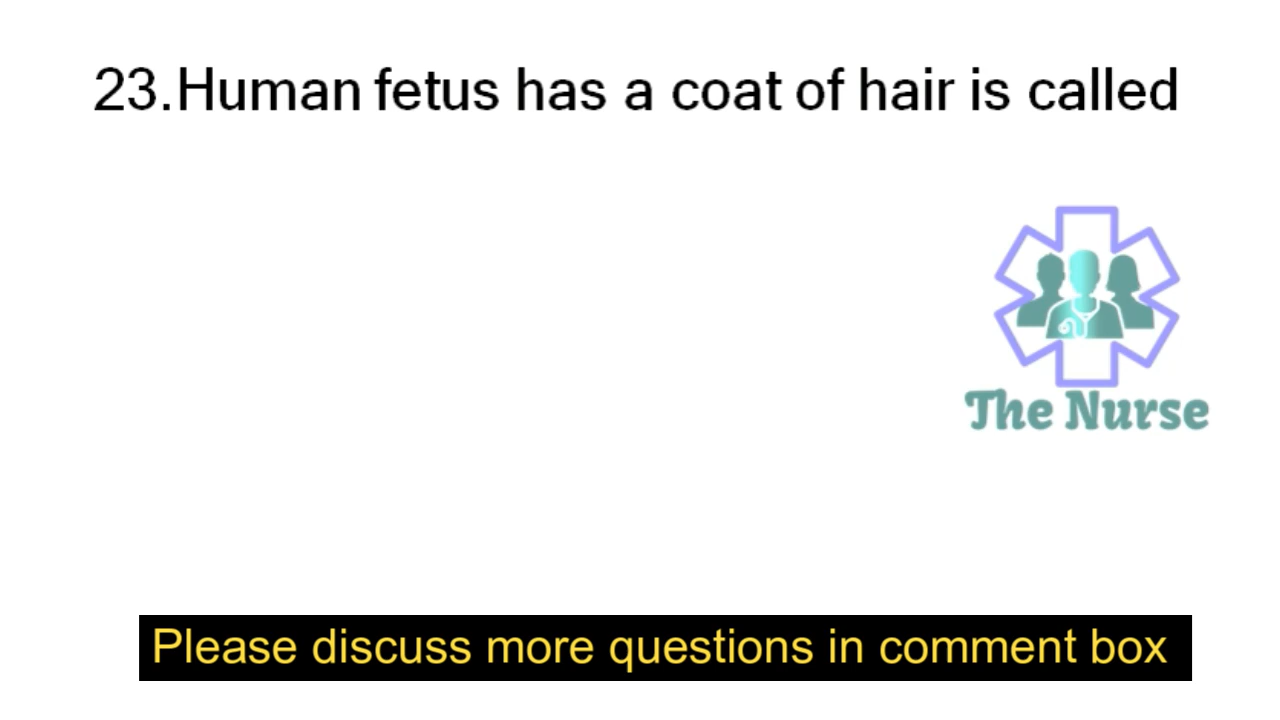 23.Human fetus has a coat of hair is called
The Nurse
Please discuss more questions in comment box